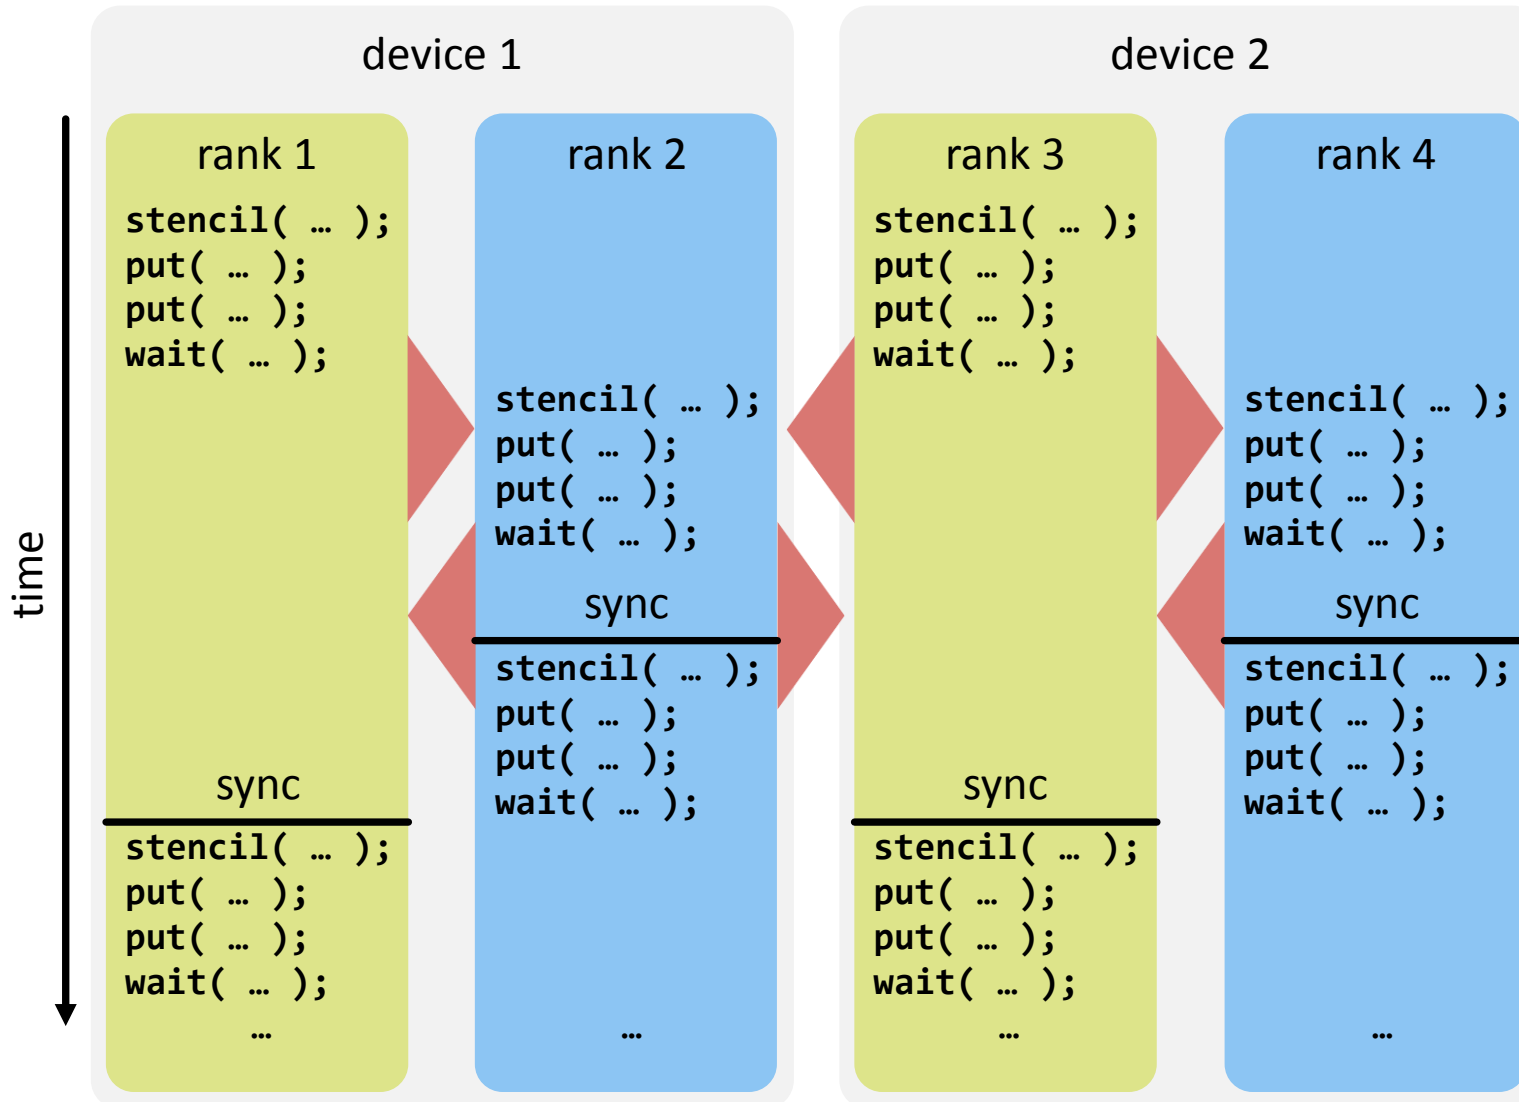 device 1
device 2
time
rank 1
stencil( … );
put( … );
put( … );
wait( … );
sync
stencil( … );
put( … );
put( … );
wait( … );
…
rank 2
stencil( … );
put( … );
put( … );
wait( … );
sync
stencil( … );
put( … );
put( … );
wait( … );
…
rank 3
stencil( … );
put( … );
put( … );
wait( … );
sync
stencil( … );
put( … );
put( … );
wait( … );
…
rank 4
stencil( … );
put( … );
put( … );
wait( … );
sync
stencil( … );
put( … );
put( … );
wait( … );
…